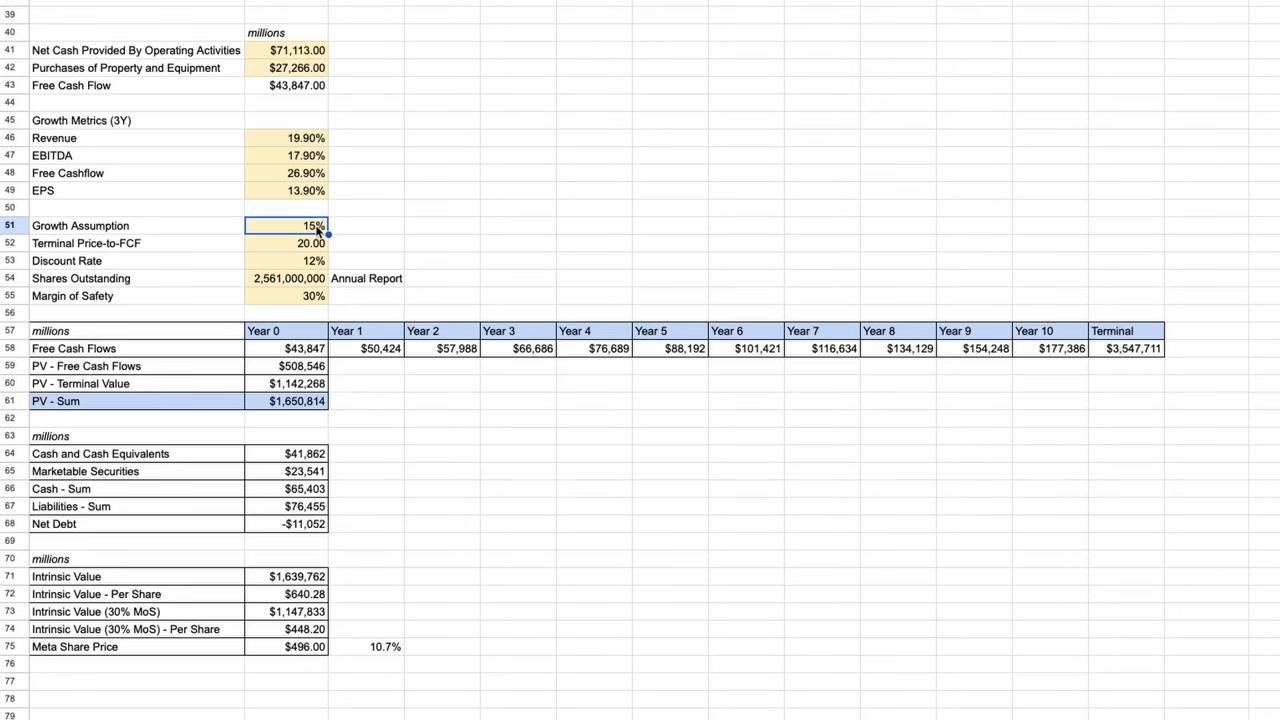 39
40 millions
41 Net Cash Provided By Operating Activities $71,113.00
42 Purchases of Property and Equipment $27,266.00
43 Free Cash Flow $43,847.00
44
45 Growth Metrics (3Y)
46 Revenue 19.90%
47 EBITDA 17.90%
48 Free Cashflow 26.90%
49 EPS 13.90%
50
51 Growth Assumption 15%
52 Terminal Price-to-FCF 20.00
53 Discount Rate 12%
54 Shares Outstanding 2,561,000,000 Annual Report
55 Margin of Safety 30%
56
57 millions Year 0 Year 1 Year 2 Year 3 Year 4 Year 5 Year 6 Year 7 Year 8 Year 9 Year 10 Terminal
58 Free Cash Flows $43,847 $50,424 $57,988 $66,686 $76,689 $88,192 $101,421 $116,634 $134,129 $154,248 $177,386 $3,547,711
59 PV - Free Cash Flows $508,546
60 PV - Terminal Value $1,142,268
61 PV - Sum $1,650,814
62
63 millions
64 Cash and Cash Equivalents $41,862
65 Marketable Securities $23,541
66 Cash - Sum $65,403
67 Liabilities - Sum $76,455
68 Net Debt -$11,052
69
70 millions
71 Intrinsic Value $1,639,762
72 Intrinsic Value - Per Share $640.28
73 Intrinsic Value (30% MoS) $1,147,833
74 Intrinsic Value (30% MoS) - Per Share $448.20
75 Meta Share Price $496.00 10.7%
76
77
78
79